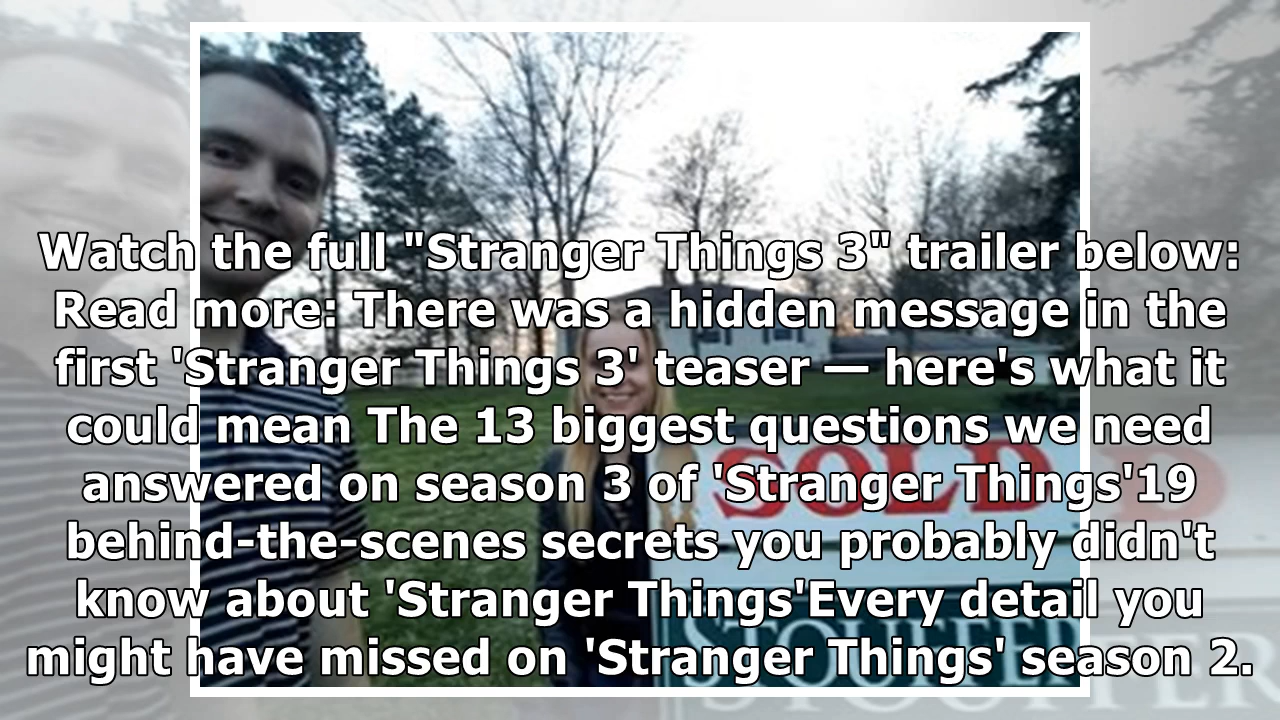 Watch the full "Stranger Things 3" trailer below:
Read more: There was a hidden message in the
first 'Stranger Things 3' teaser — here's what it
could mean The 13 biggest questions we need
answered on season 3 of 'Stranger Things'19
behind-the-scenes secrets you probably didn't
know about 'Stranger Things'Every detail you
might have missed on 'Stranger Things' season 2.
SOLD